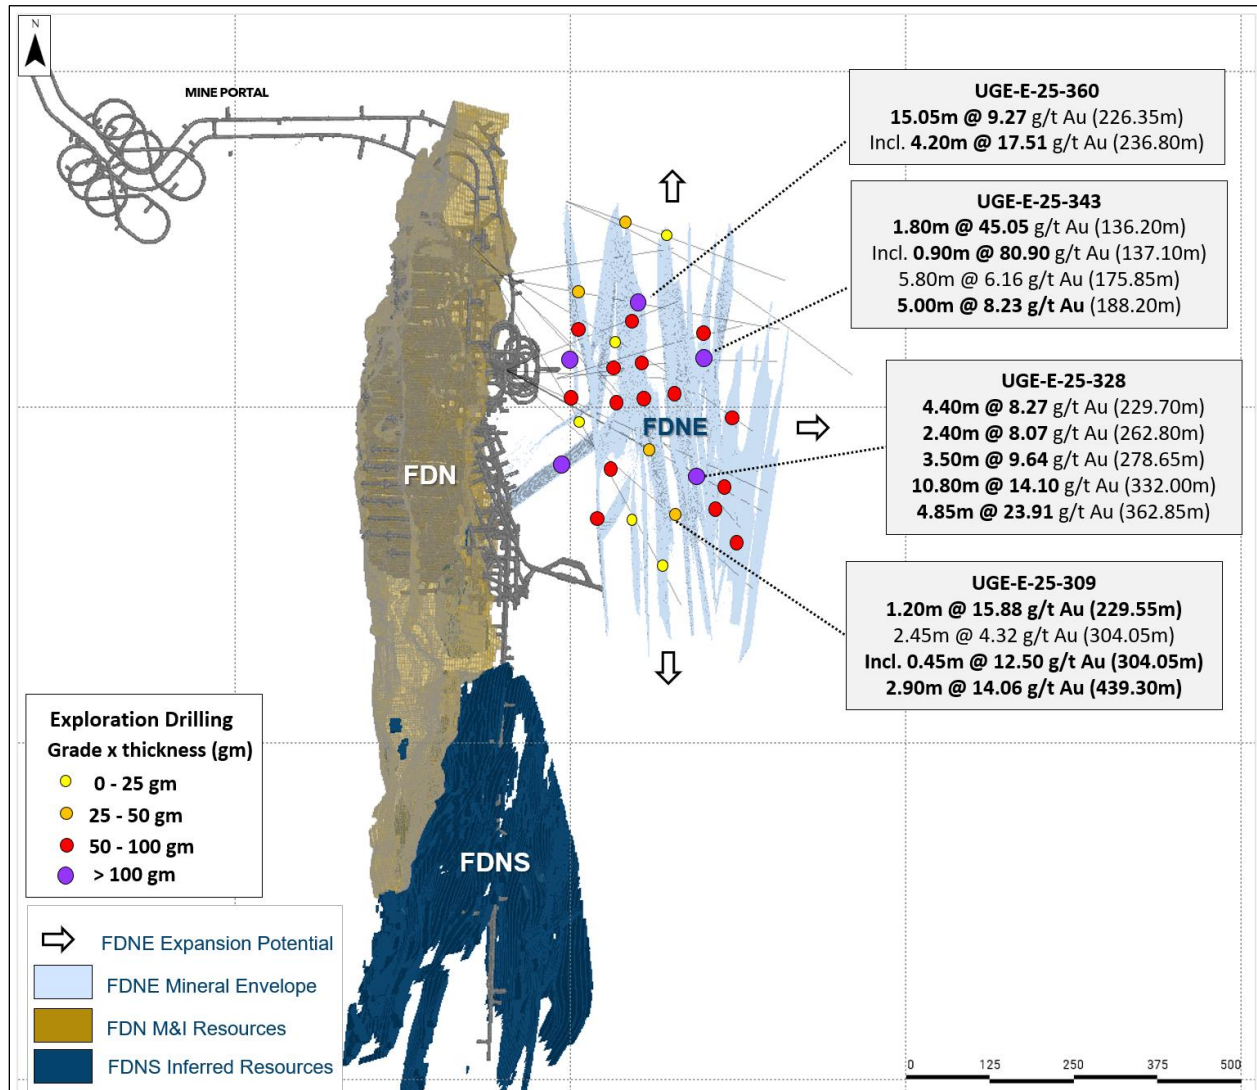 N
MINE PORTAL
UGE-E-25-360
15.05m @ 9.27 g/t Au (226.35m)
Incl. 4.20m @ 17.51 g/t Au (236.80m)
UGE-E-25-343
1.80m @ 45.05 g/t Au (136.20m)
Incl. 0.90m @ 80.90 g/t Au (137.10m)
5.80m @ 6.16 g/t Au (175.85m)
5.00m @ 8.23 g/t Au (188.20m)
UGE-E-25-328
4.40m @ 8.27 g/t Au (229.70m)
2.40m @ 8.07 g/t Au (262.80m)
3.50m @ 9.64 g/t Au (278.65m)
10.80m @ 14.10 g/t Au (332.00m)
4.85m @ 23.91 g/t Au (362.85m)
UGE-E-25-309
1.20m @ 15.88 g/t Au (229.55m)
2.45m @ 4.32 g/t Au (304.05m)
Incl. 0.45m @ 12.50 g/t Au (304.05m)
2.90m @ 14.06 g/t Au (439.30m)
FDNE
FDN
FDNS
Exploration Drilling
Grade x thickness (gm)
0 - 25 gm
25 - 50 gm
50 - 100 gm
> 100 gm
FDNE Expansion Potential
FDNE Mineral Envelope
FDN M&I Resources
FDNS Inferred Resources
0 125 250 375 500